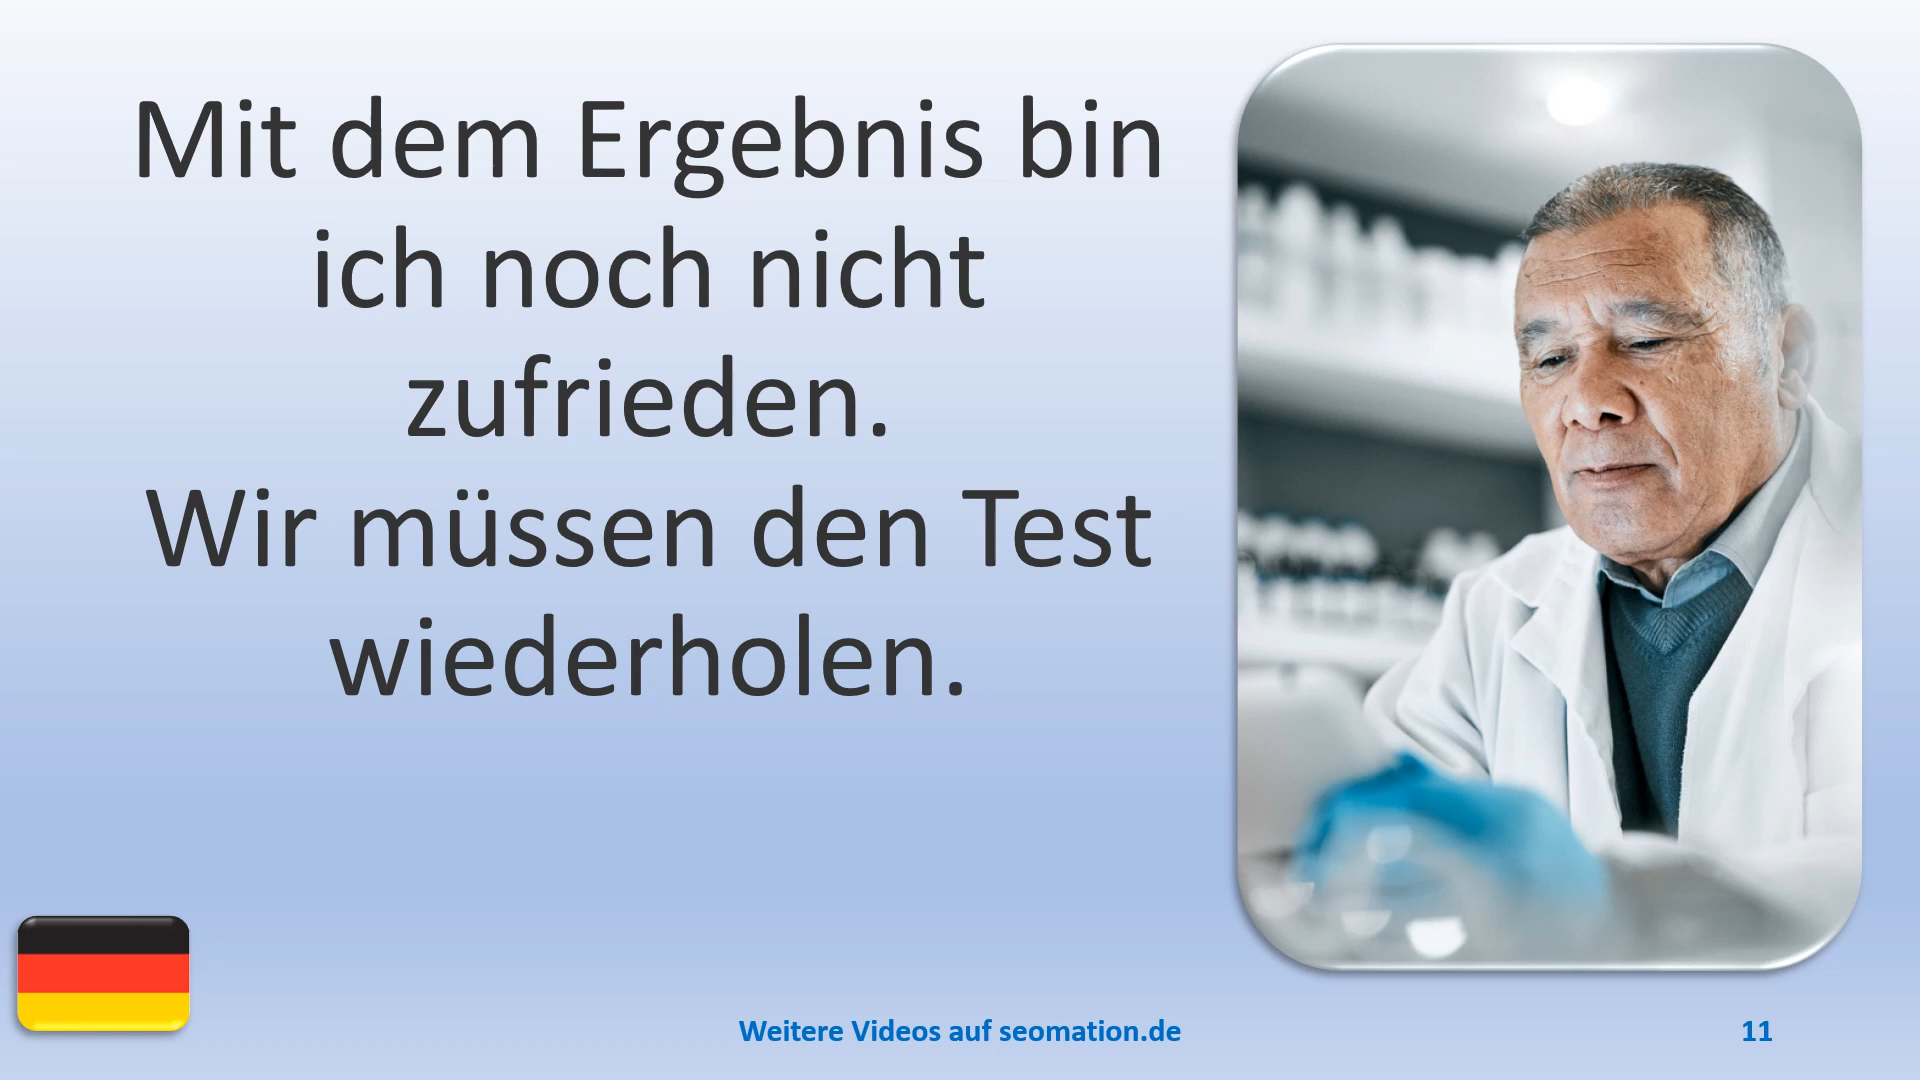 Mit dem Ergebnis bin
ich noch nicht
zufrieden.
Wir müssen den Test
wiederholen.
Weitere Videos auf seomation.de
11